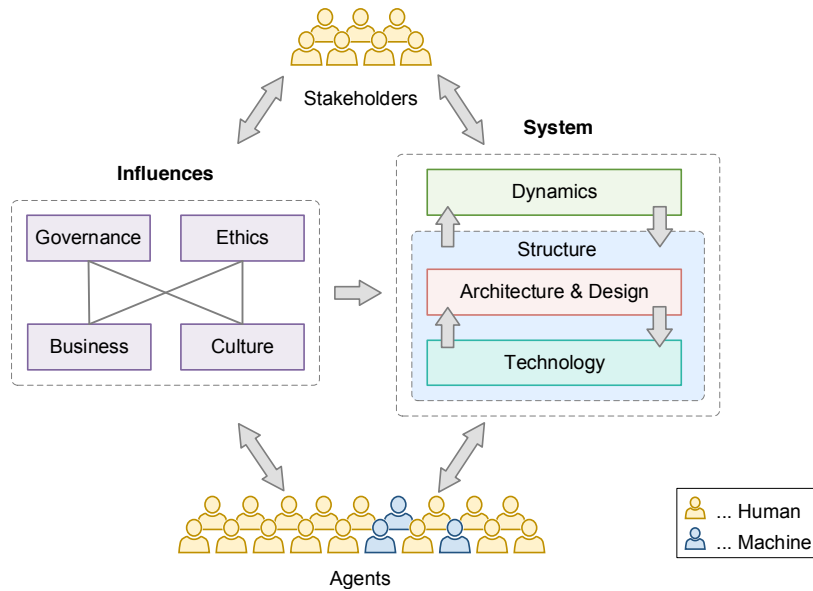 Stakeholders
System
Influences
Dynamics
Governance
Ethics
Structure
Architecture & Design
Business
Culture
Technology
... Human
... Machine
Agents